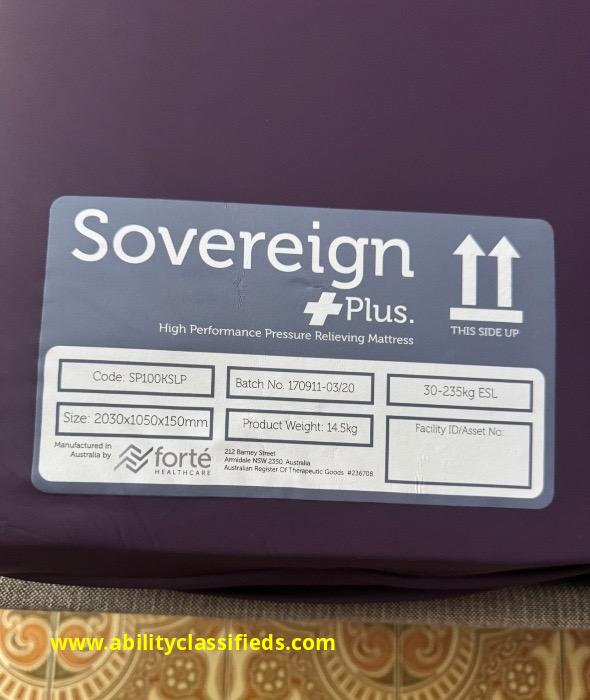 Sovereign
Plus.
High Performance Pressure Relieving Mattress
THIS SIDE UP
Code: SP100KSLP
Batch No. 170911-03/20
30-235kg ESL
Size: 2030x1050x150mm
Product Weight: 14.5kg
Facility ID/Asset No:
Manufactured in
Australia by
forté
HEALTHCARE
212 Barney Street
Armidale NSW 2350, Australia
Australian Register Of Therapeutic Goods #236708
www.abilityclassifieds.com